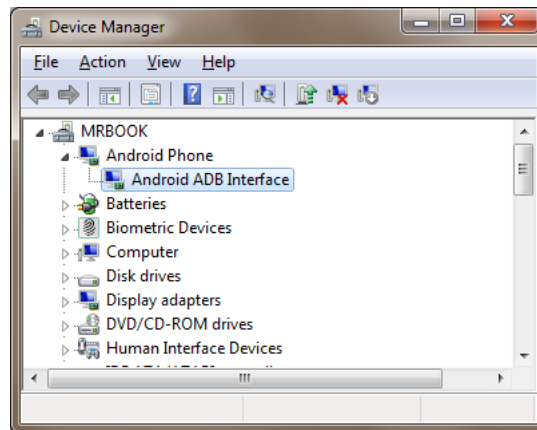 Device Manager
File Action View Help
MRBOOK
Android Phone
Android ADB Interface
Batteries
Biometric Devices
Computer
Disk drives
Display adapters
DVD/CD-ROM drives
Human Interface Devices